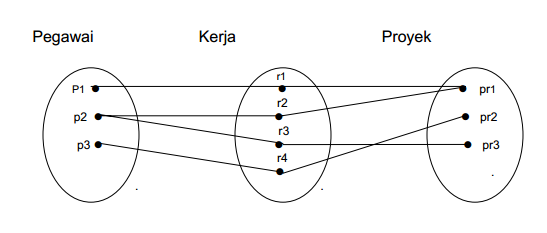 Pegawai Kerja Proyek
P1 r1 pr1
p2 r2 pr2
p3 r3 pr3
r4